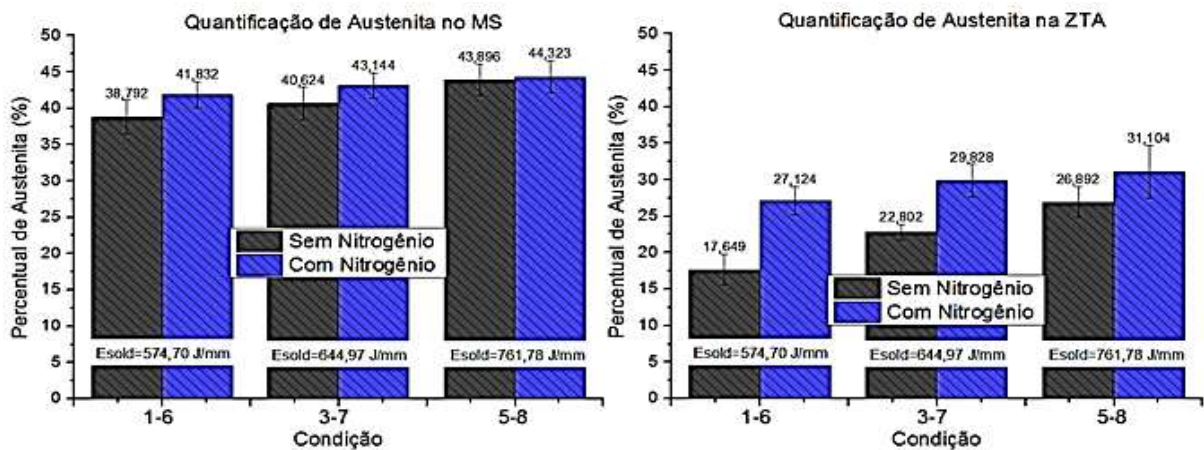 Quantificação de Austenita no MS
Percentual de Austenita (%)
50
45
40
35
30
25
20
15
10
5
0
38,792
41,832
40,624
43,144
43,896
44,323
Sem Nitrogênio
Com Nitrogênio
Esold=574,70 J/mm
Esold=644,97 J/mm
Esold=761,78 J/mm
1-6
3-7
5-8
Condição
Quantificação de Austenita na ZTA
Percentual de Austenita (%)
50
45
40
35
30
25
20
15
10
5
0
17,649
27,124
22,802
29,828
26,892
31,104
Sem Nitrogênio
Com Nitrogênio
Esold=574,70 J/mm
Esold=644,97 J/mm
Esold=761,78 J/mm
1-6
3-7
5-8
Condição